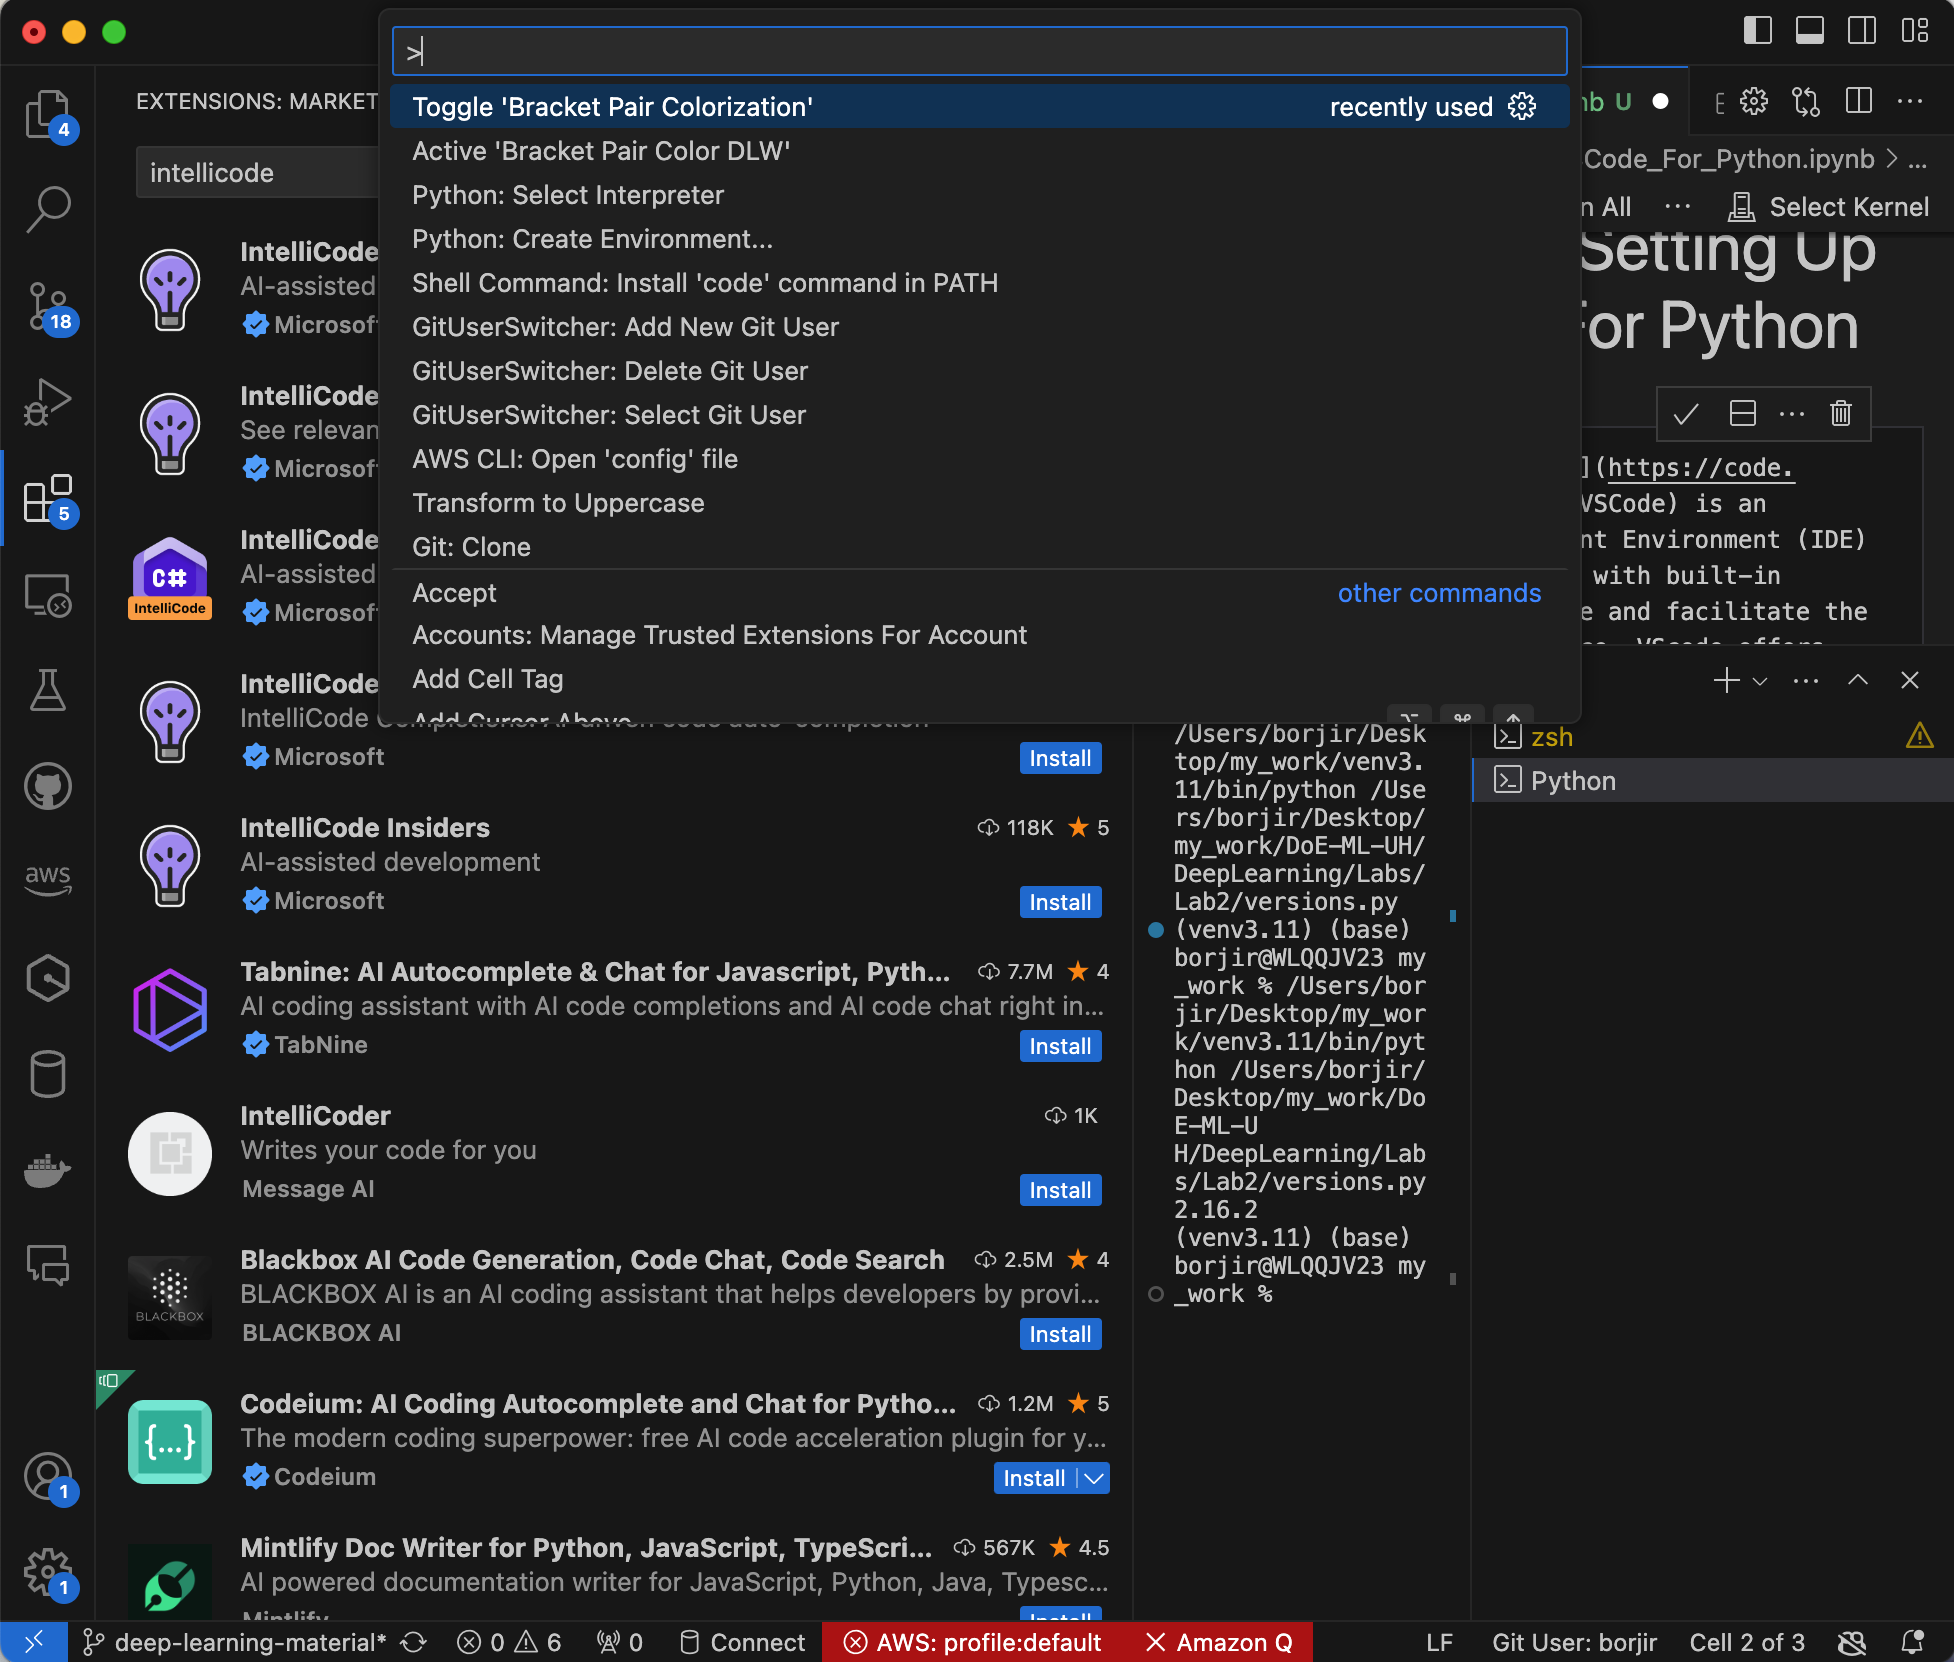 >
Toggle 'Bracket Pair Colorization' recently used
Active 'Bracket Pair Color DLW'
Python: Select Interpreter
Python: Create Environment...
Shell Command: Install 'code' command in PATH
GitUserSwitcher: Add New Git User
GitUserSwitcher: Delete Git User
GitUserSwitcher: Select Git User
AWS CLI: Open 'config' file
Transform to Uppercase
Git: Clone
Accept other commands
Accounts: Manage Trusted Extensions For Account
Add Cell Tag
Add Cursor Above
4
18
5
aws
1
1
EXTENSIONS: MARKET
intellicode
IntelliCode
AI-assisted
Microsoft
IntelliCode
See relevan
Microsoft
C#
IntelliCode
IntelliCode
AI-assisted
Microsoft
IntelliCode
IntelliCode Completions code auto-completion
Microsoft
Install
IntelliCode Insiders 118K ★ 5
AI-assisted development
Microsoft
Install
Tabnine: AI Autocomplete & Chat for Javascript, Pyth... 7.7M ★ 4
AI coding assistant with AI code completions and AI code chat right in...
TabNine
Install
IntelliCoder 1K
Writes your code for you
Message AI
Install
BLACKBOX
Blackbox AI Code Generation, Code Chat, Code Search 2.5M ★ 4
BLACKBOX AI is an AI coding assistant that helps developers by provi...
BLACKBOX AI
Install
{...}
Codeium: AI Coding Autocomplete and Chat for Pytho... 1.2M ★ 5
The modern coding superpower: free AI code acceleration plugin for y...
Codeium
Install
Mintlify Doc Writer for Python, JavaScript, TypeScri... 567K ★ 4.5
AI powered documentation writer for JavaScript, Python, Java, Typesc...
Mintlify
Install
nb U
Code_For_Python.ipynb > ...
n All ... Select Kernel
Setting Up
For Python
](https://code.
VSCode) is an
nt Environment (IDE)
with built-in
e and facilitate the
VScode offers
/Users/borjir/Desk
top/my_work/venv3.
11/bin/python /Use
rs/borjir/Desktop/
my_work/DoE-ML-UH/
DeepLearning/Labs/
Lab2/versions.py
(venv3.11) (base)
borjir@WLQQJV23 my
_work % /Users/bor
jir/Desktop/my_wor
k/venv3.11/bin/pyt
hon /Users/borjir/
Desktop/my_work/Do
E-ML-U
H/DeepLearning/Lab
s/Lab2/versions.py
2.16.2
(venv3.11) (base)
borjir@WLQQJV23 my
_work %
zsh
Python
deep-learning-material* 0 6 0 Connect AWS: profile:default Amazon Q LF Git User: borjir Cell 2 of 3